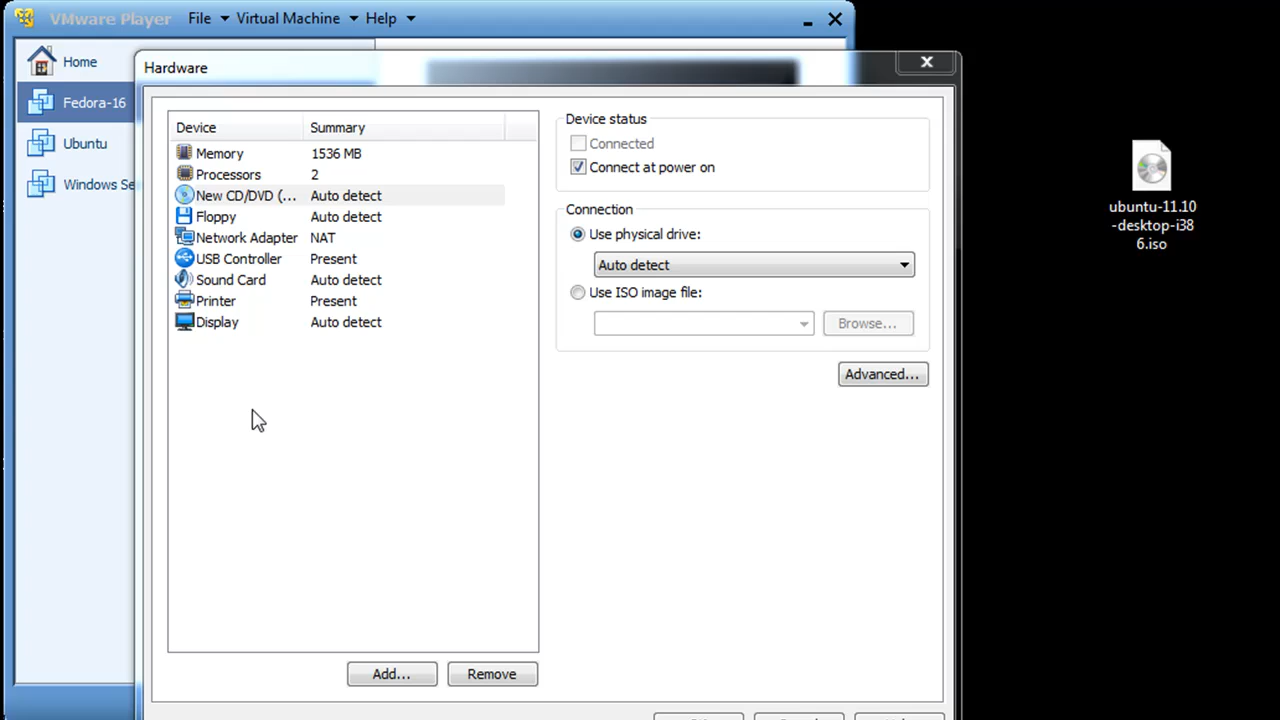 VMware Player File Virtual Machine Help
Home
Fedora-16
Ubuntu
Windows Se
Hardware
Device Summary
Memory 1536 MB
Processors 2
New CD/DVD (... Auto detect
Floppy Auto detect
Network Adapter NAT
USB Controller Present
Sound Card Auto detect
Printer Present
Display Auto detect
Add... Remove
Device status
Connected
Connect at power on
Connection
Use physical drive:
Auto detect
Use ISO image file:
Browse...
Advanced...
ubuntu-11.10
-desktop-i38
6.iso